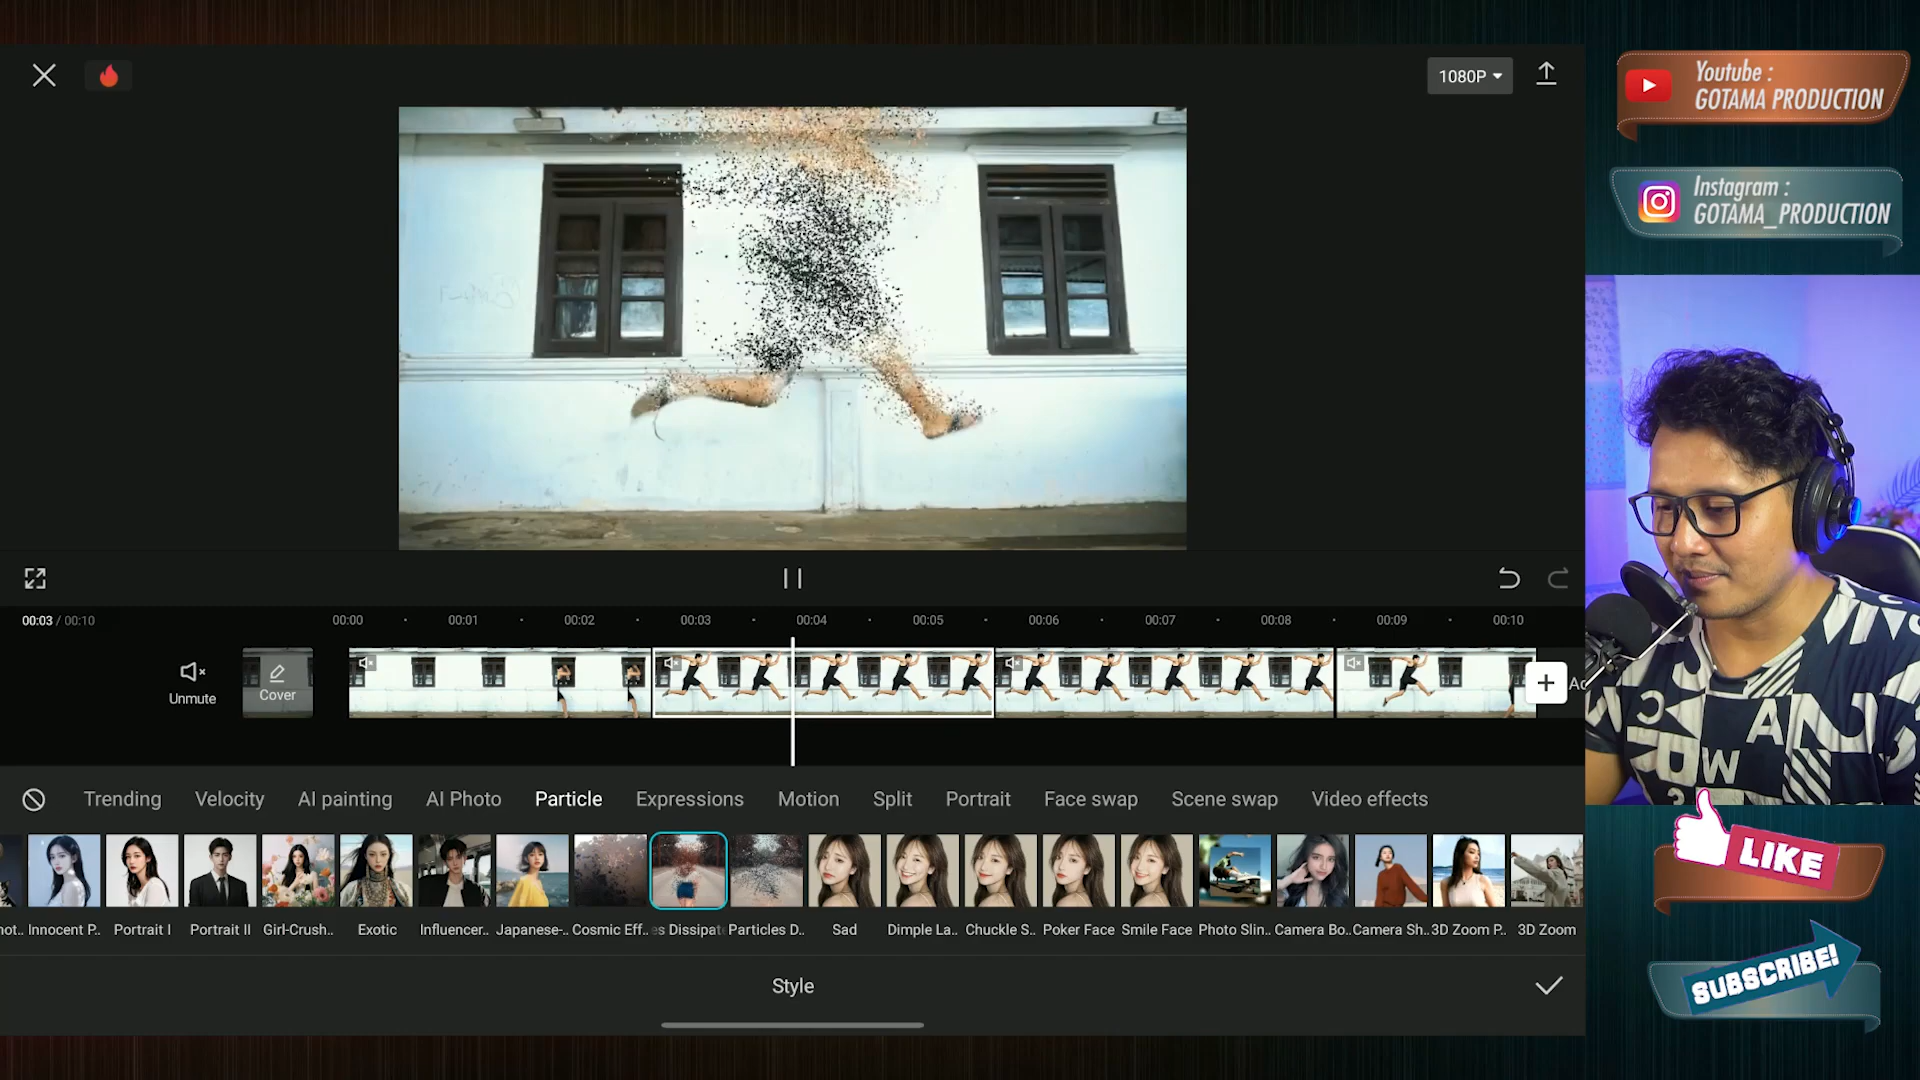 1080P
Youtube :
GOTAMA PRODUCTION
Instagram :
GOTAMA_PRODUCTION
00:03 / 00:10
00:00
00:01
00:02
00:03
00:04
00:05
00:06
00:07
00:08
00:09
00:10
Unmute
Cover
Trending
Velocity
AI painting
AI Photo
Particle
Expressions
Motion
Split
Portrait
Face swap
Scene swap
Video effects
Innocent P..
Portrait I
Portrait II
Girl-Crush..
Exotic
Influencer..
Japanese-..
Cosmic Eff..
es Dissipat
Particles D..
Sad
Dimple La..
Chuckle S..
Poker Face
Smile Face
Photo Slin..
Camera Bo..
Camera Sh..
3D Zoom P..
3D Zoom
Style
LIKE
SUBSCRIBE!